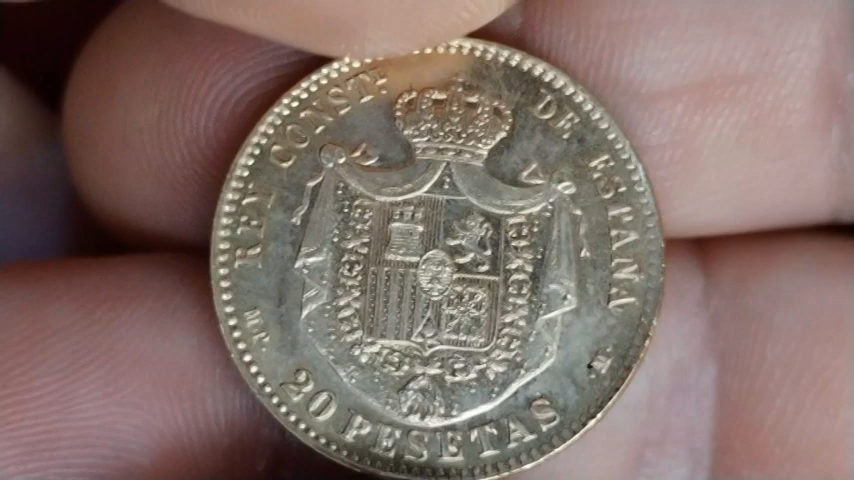 REY CONST.L DE ESPAÑA
M.P. M.
20 PESETAS